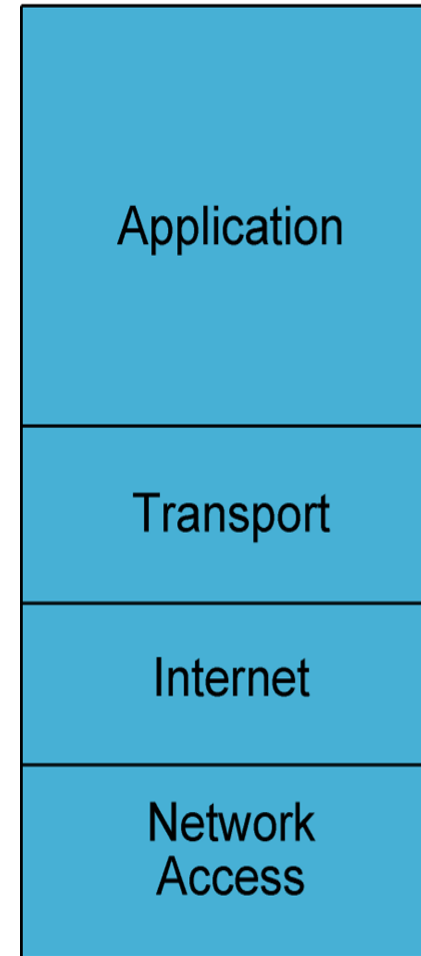 Application
Transport
Internet
Network
Access